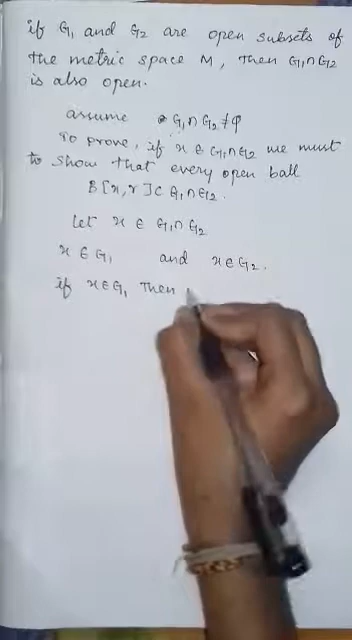 if G₁ and G₂ are open subsets of
the metric space M, then G₁∩G₂
is also open.
assume G₁∩G₂≠φ
To prove, if x ∈ G₁∩G₂ we must
to show that every open ball
B[x,r]⊂ G₁∩G₂.
Let x ∈ G₁∩G₂
x ∈ G₁ and x∈G₂.
if x∈G₁ Then